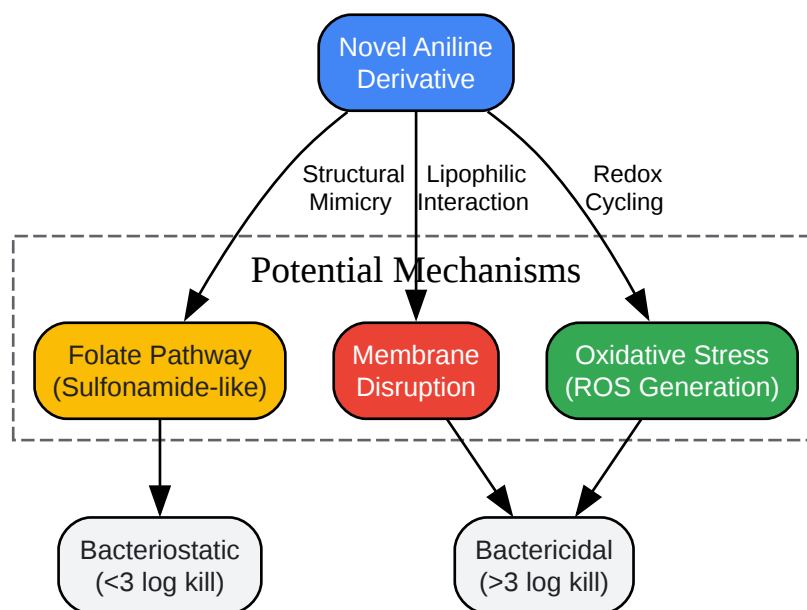 Novel Aniline
Derivative
Structural
Mimicry
Lipophilic
Interaction
Redox
Cycling
Potential Mechanisms
Folate Pathway
(Sulfonamide-like)
Membrane
Disruption
Oxidative Stress
(ROS Generation)
Bacteriostatic
(<3 log kill)
Bactericidal
(>3 log kill)